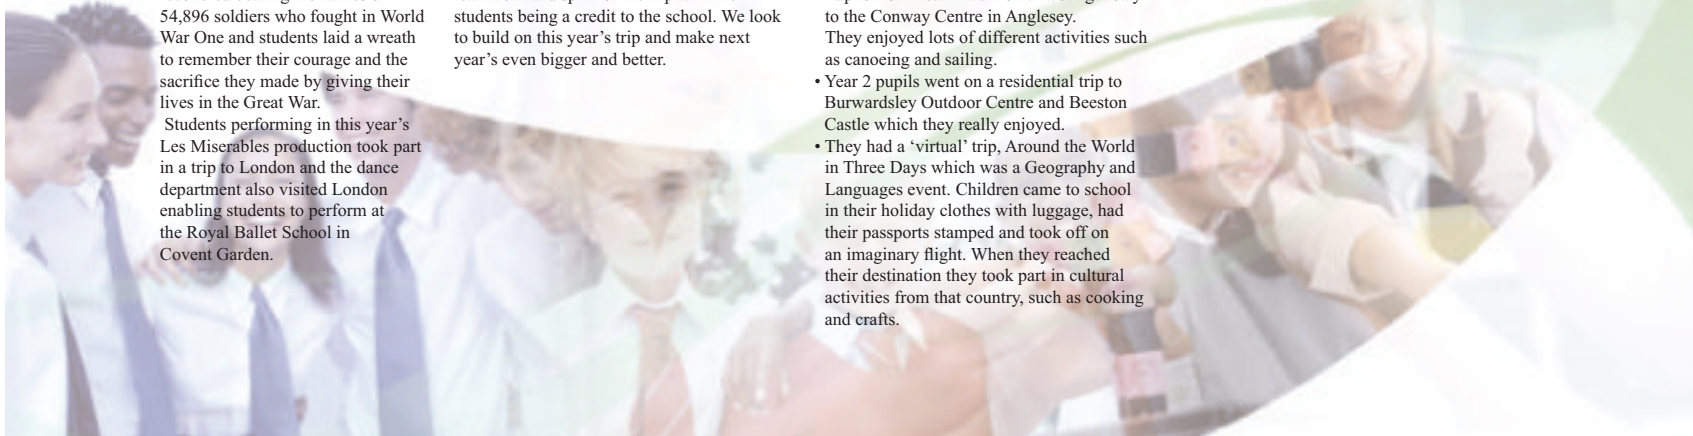 54,896 soldiers who fought in World
War One and students laid a wreath
to remember their courage and the
sacrifice they made by giving their
lives in the Great War.
Students performing in this year’s
Les Miserables production took part
in a trip to London and the dance
department also visited London
enabling students to perform at
the Royal Ballet School in
Covent Garden.
students being a credit to the school. We look
to build on this year’s trip and make next
year’s even bigger and better.
to the Conway Centre in Anglesey.
They enjoyed lots of different activities such
as canoeing and sailing.
• Year 2 pupils went on a residential trip to
Burwardsley Outdoor Centre and Beeston
Castle which they really enjoyed.
• They had a ‘virtual’ trip, Around the World
in Three Days which was a Geography and
Languages event. Children came to school
in their holiday clothes with luggage, had
their passports stamped and took off on
an imaginary flight. When they reached
their destination they took part in cultural
activities from that country, such as cooking
and crafts.